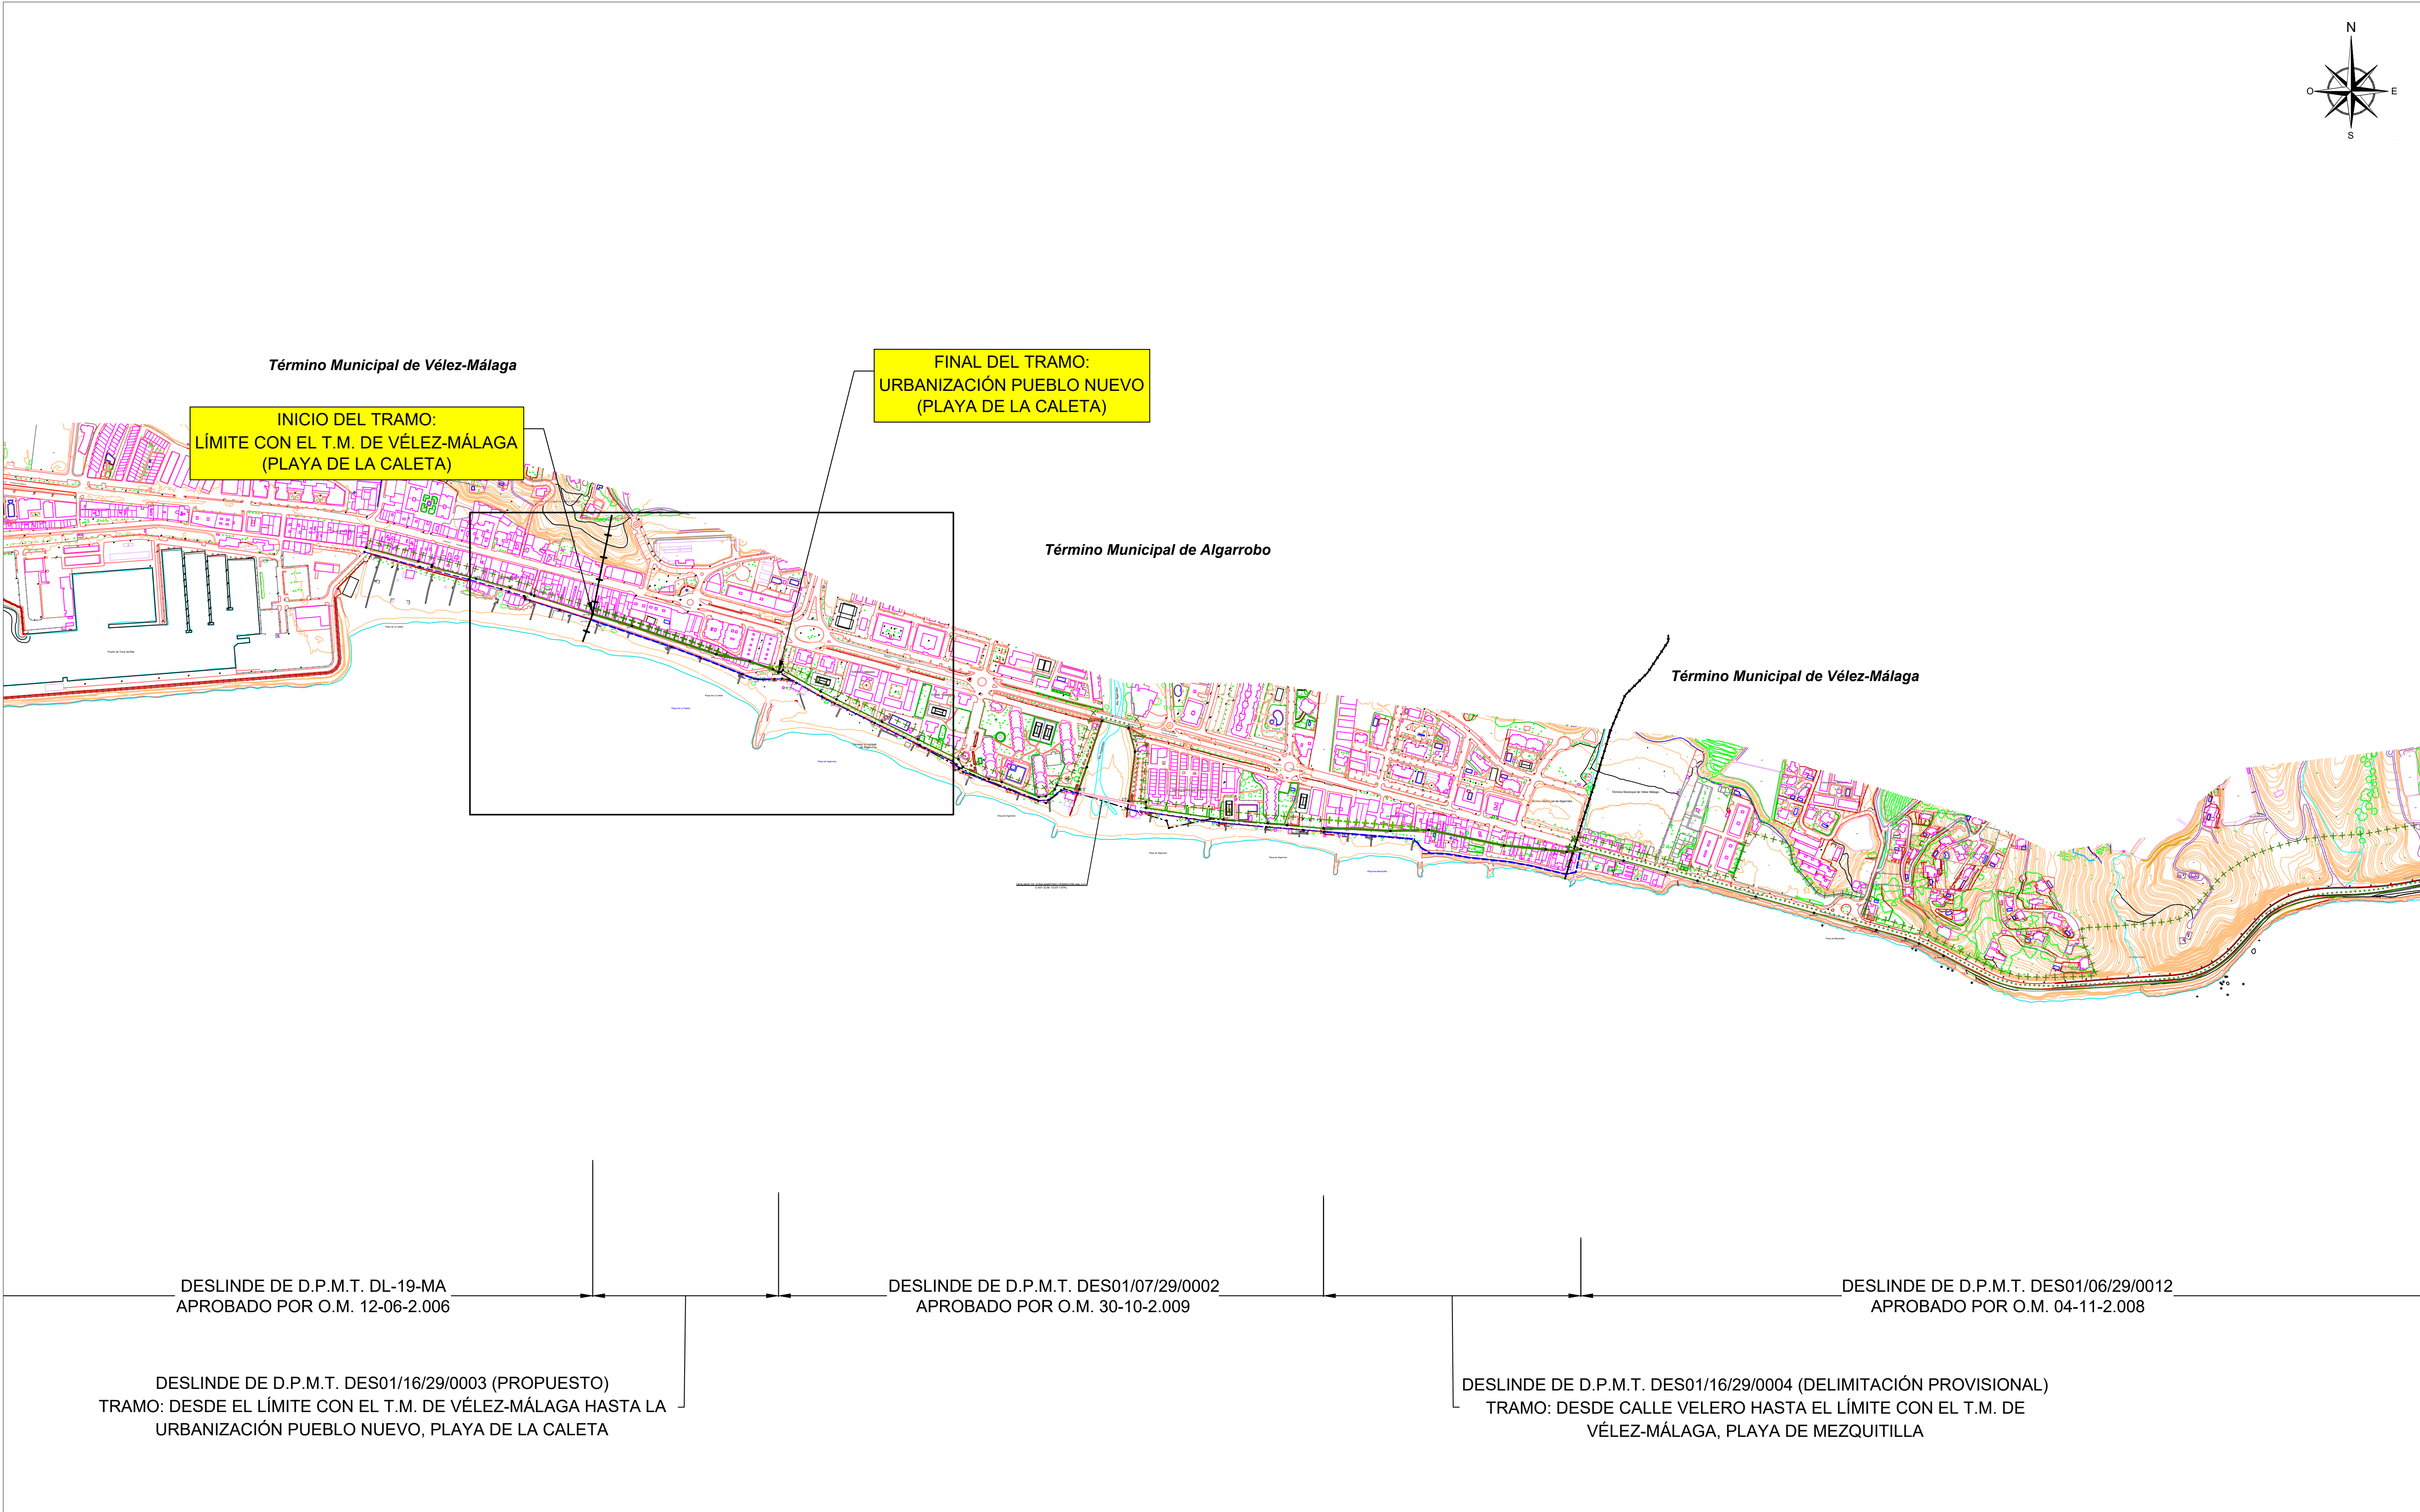 N
O
E
S
Término Municipal de Vélez-Málaga
INICIO DEL TRAMO:
LÍMITE CON EL T.M. DE VÉLEZ-MÁLAGA
(PLAYA DE LA CALETA)
FINAL DEL TRAMO:
URBANIZACIÓN PUEBLO NUEVO
(PLAYA DE LA CALETA)
Término Municipal de Algarrobo
Término Municipal de Vélez-Málaga
DESLINDE DE D.P.M.T. DL-19-MA
APROBADO POR O.M. 12-06-2.006
DESLINDE DE D.P.M.T. DES01/07/29/0002
APROBADO POR O.M. 30-10-2.009
DESLINDE DE D.P.M.T. DES01/06/29/0012
APROBADO POR O.M. 04-11-2.008
DESLINDE DE D.P.M.T. DES01/16/29/0003 (PROPUESTO)
TRAMO: DESDE EL LÍMITE CON EL T.M. DE VÉLEZ-MÁLAGA HASTA LA
URBANIZACIÓN PUEBLO NUEVO, PLAYA DE LA CALETA
DESLINDE DE D.P.M.T. DES01/16/29/0004 (DELIMITACIÓN PROVISIONAL)
TRAMO: DESDE CALLE VELERO HASTA EL LÍMITE CON EL T.M. DE
VÉLEZ-MÁLAGA, PLAYA DE MEZQUITILLA